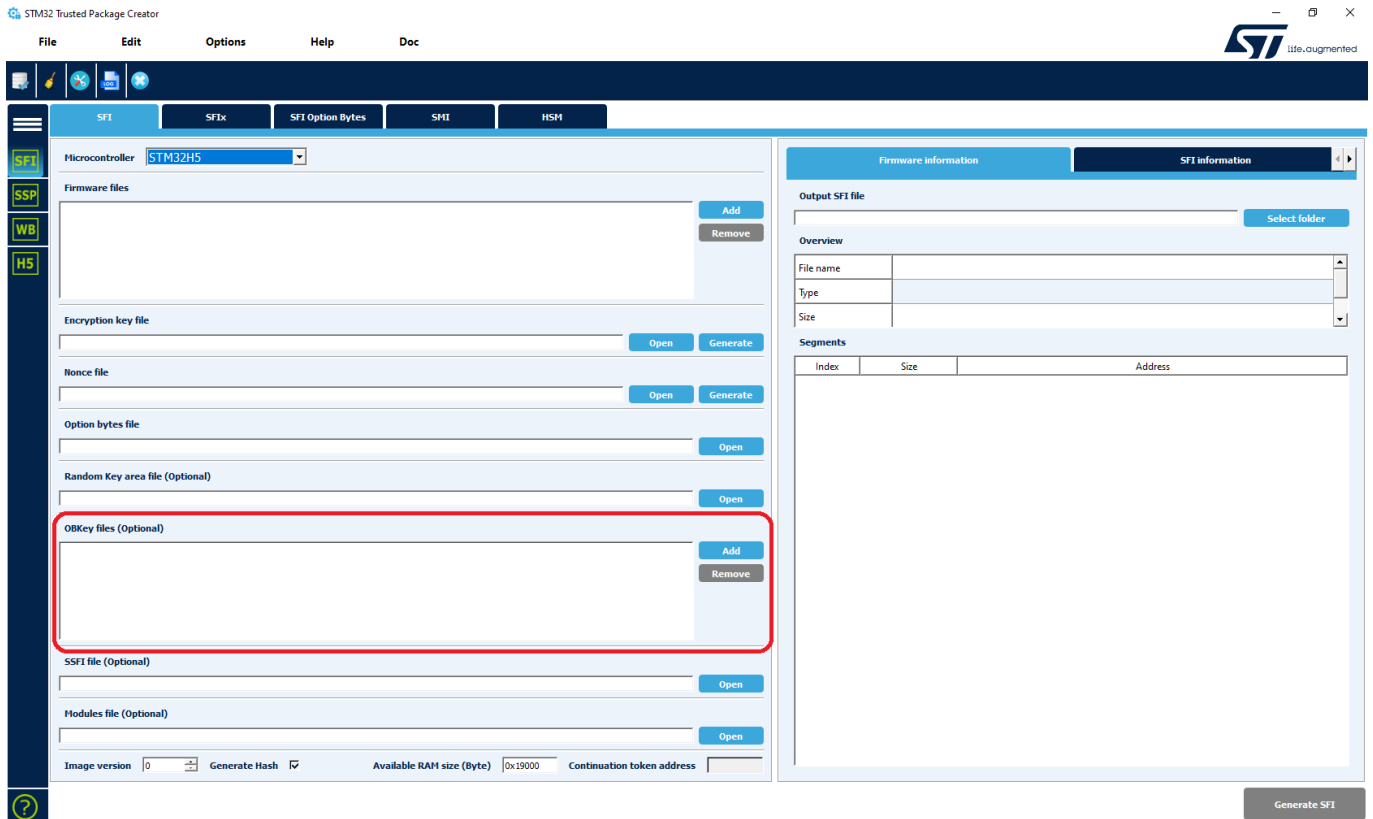 STM32 Trusted Package Creator
File Edit Options Help Doc
ST life.augmented
LOG
SFI SFIx SFI Option Bytes SMI HSM
SFI
SSP
WB
H5
Microcontroller STM32H5
Firmware files
Add
Remove
Encryption key file
Open Generate
Nonce file
Open Generate
Option bytes file
Open
Random Key area file (Optional)
Open
OBKey files (Optional)
Add
Remove
SSFI file (Optional)
Open
Modules file (Optional)
Open
Image version 0 Generate Hash Available RAM size (Byte) 0x19000 Continuation token address
Firmware information SFI information
Output SFI file
Select folder
Overview
File name
Type
Size
Segments
Index Size Address
?
Generate SFI